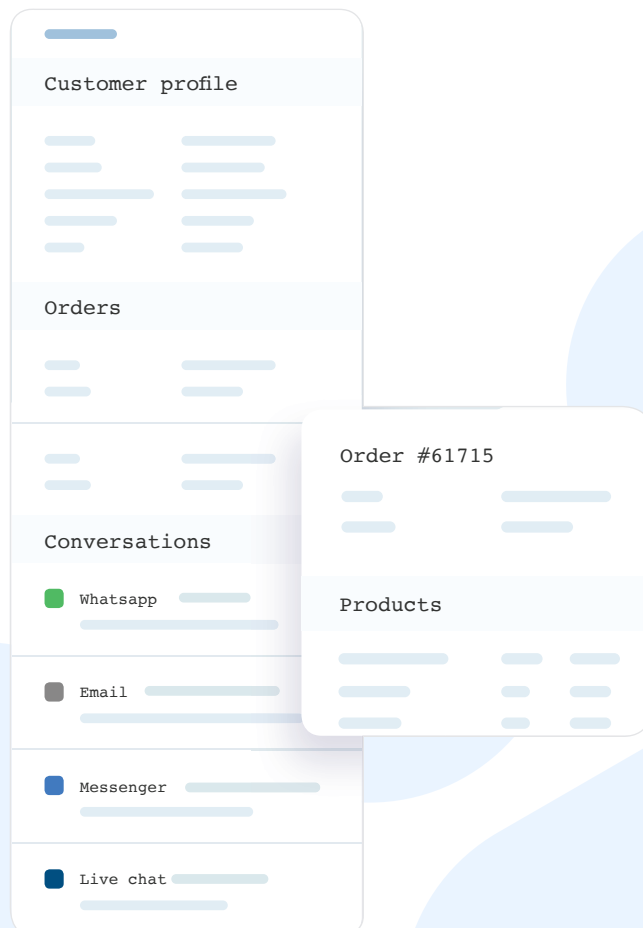 Customer profile
Orders
Order #61715
Conversations
Whatsapp
Products
Email
Messenger
Live chat